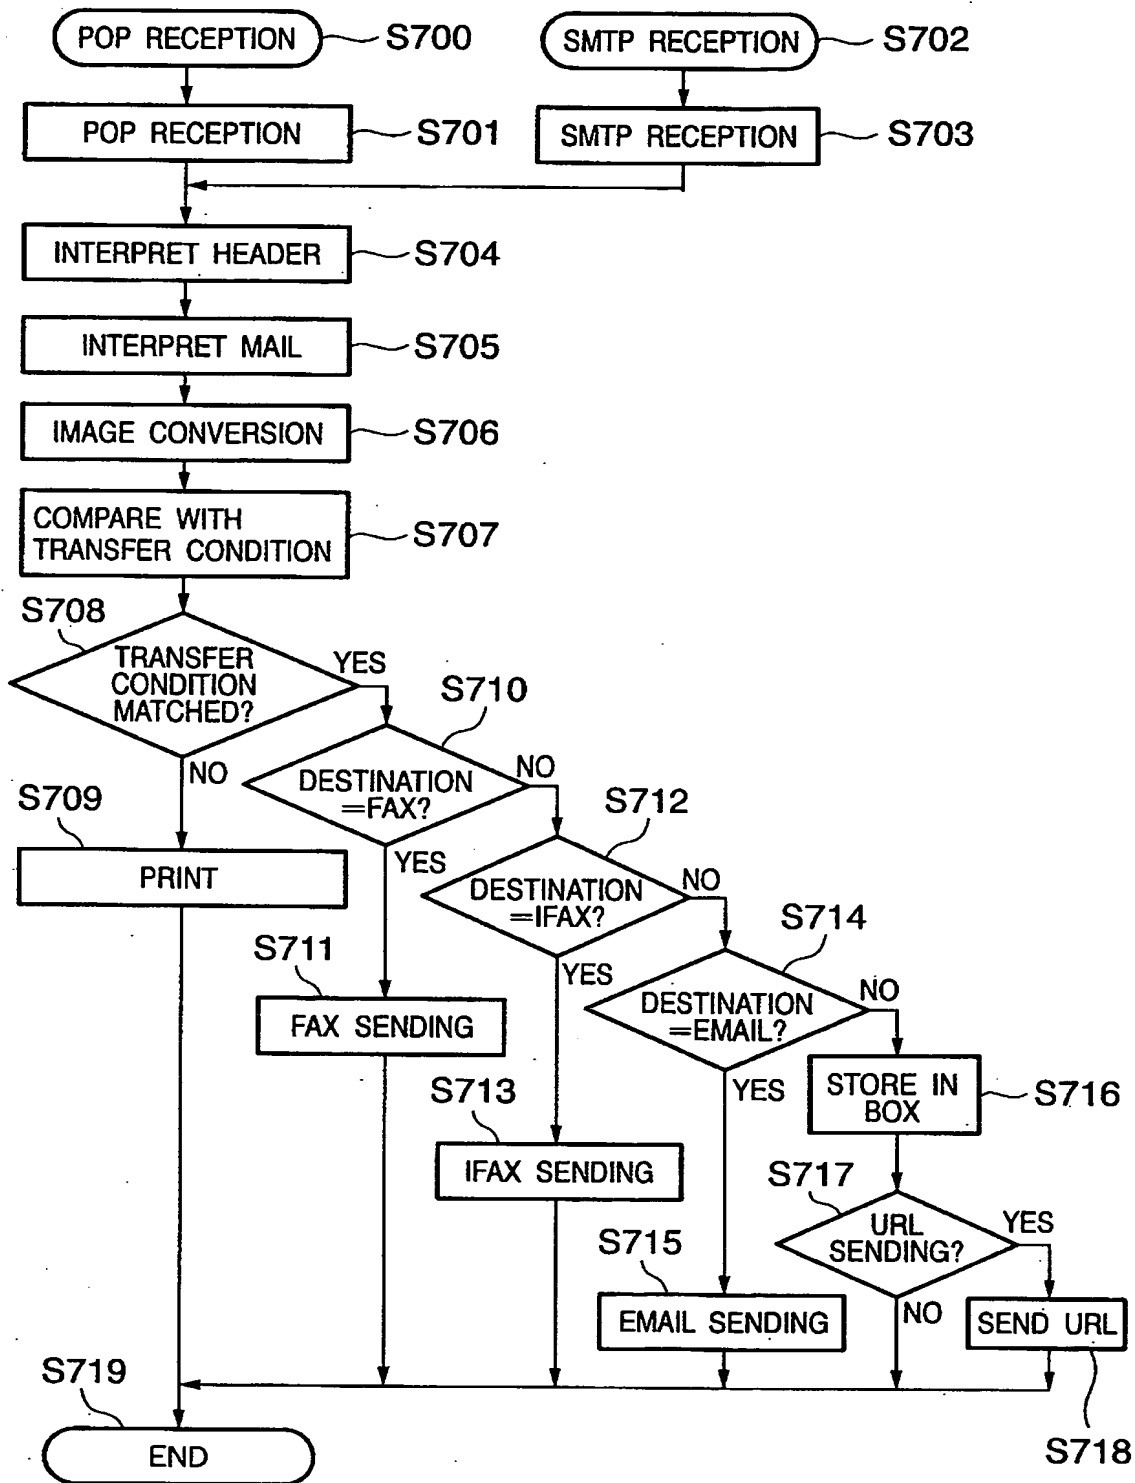 POP RECEPTION S700
SMTP RECEPTION S702
POP RECEPTION S701
SMTP RECEPTION S703
INTERPRET HEADER S704
INTERPRET MAIL S705
IMAGE CONVERSION S706
COMPARE WITH
TRANSFER CONDITION S707
S708
TRANSFER
CONDITION
MATCHED?
YES
NO
S710
DESTINATION
=FAX?
NO
YES
S709
PRINT
S712
DESTINATION
=IFAX?
NO
YES
S711
FAX SENDING
S714
DESTINATION
=EMAIL?
NO
YES
S713
IFAX SENDING
STORE IN
BOX
S716
S717
URL
SENDING?
YES
NO
S715
EMAIL SENDING
SEND URL
S718
S719
END